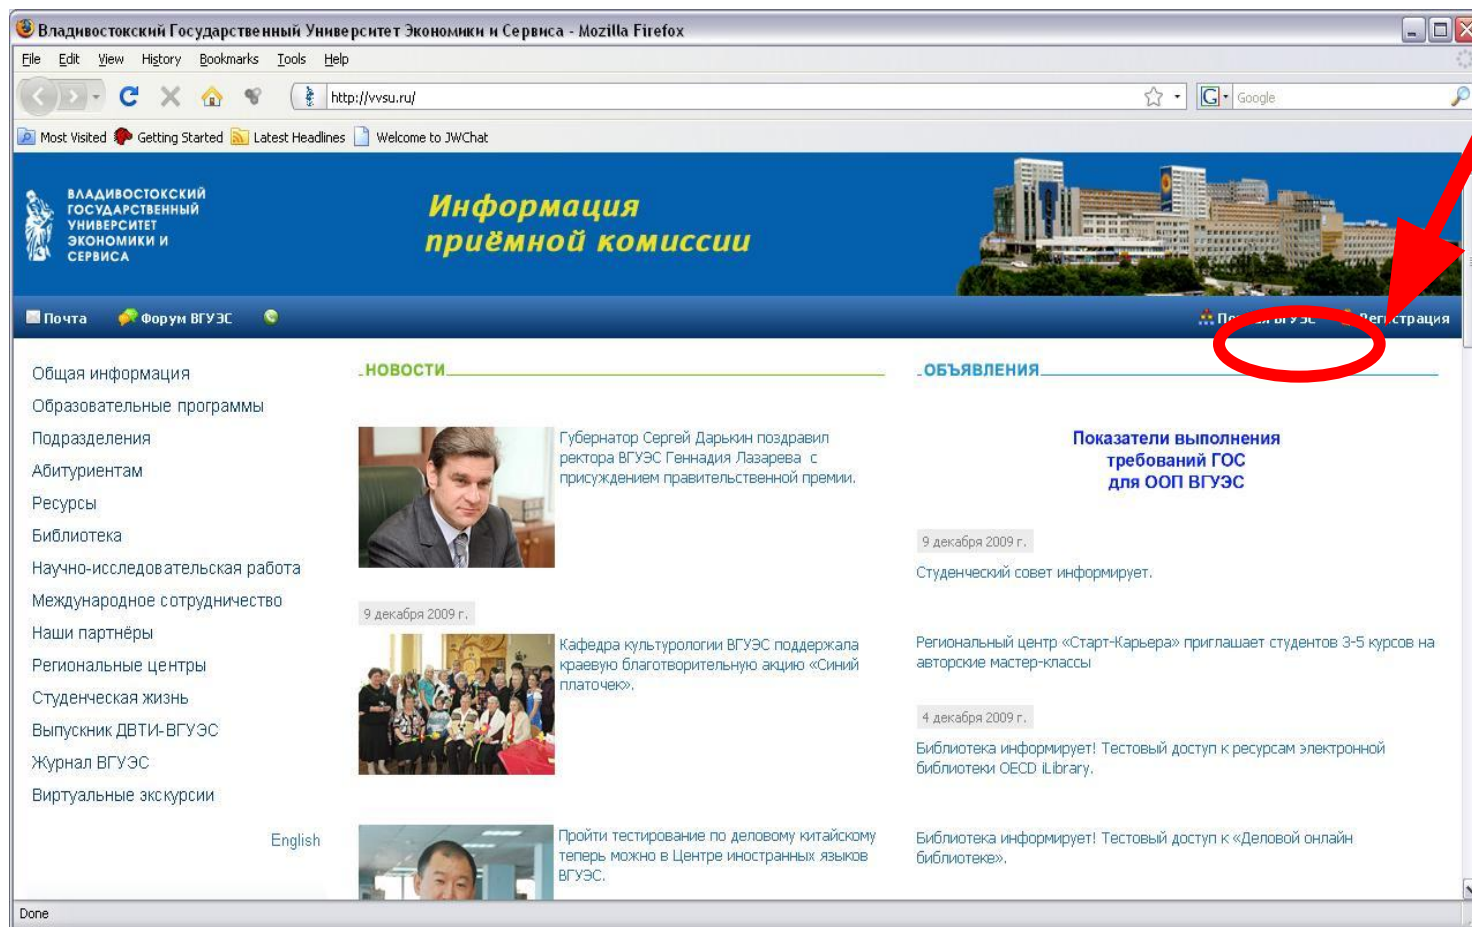 Владивостокский Государственный Университет Экономики и Сервиса - Mozilla Firefox
File Edit View History Bookmarks Tools Help
http://vvsu.ru/
G Google
Most Visited Getting Started Latest Headlines Welcome to JWChat
ВЛАДИВОСТОКСКИЙ
ГОСУДАРСТВЕННЫЙ
УНИВЕРСИТЕТ
ЭКОНОМИКИ И
СЕРВИСА
Информация
приёмной комиссии
Почта Форум ВГУЭС
ВГУЭС Регистрация
Общая информация
Образовательные программы
Подразделения
Абитуриентам
Ресурсы
Библиотека
Научно-исследовательская работа
Международное сотрудничество
Наши партнёры
Региональные центры
Студенческая жизнь
Выпускник ДВТИ-ВГУЭС
Журнал ВГУЭС
Виртуальные экскурсии
English
НОВОСТИ
Губернатор Сергей Дарькин поздравил
ректора ВГУЭС Геннадия Лазарева с
присуждением правительственной премии.
9 декабря 2009 г.
Кафедра культурологии ВГУЭС поддержала
краевую благотворительную акцию «Синий
платочек».
Пройти тестирование по деловому китайскому
теперь можно в Центре иностранных языков
ВГУЭС.
ОБЪЯВЛЕНИЯ
Показатели выполнения
требований ГОС
для ООП ВГУЭС
9 декабря 2009 г.
Студенческий совет информирует.
Региональный центр «Старт-Карьера» приглашает студентов 3-5 курсов на
авторские мастер-классы
4 декабря 2009 г.
Библиотека информирует! Тестовый доступ к ресурсам электронной
библиотеки OECD iLibrary.
Библиотека информирует! Тестовый доступ к «Деловой онлайн
библиотеке».
Done